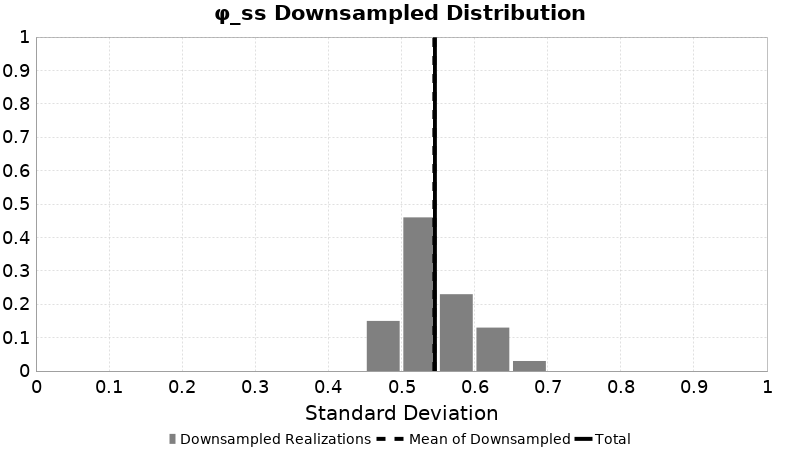 φ_ss Downsampled Distribution
1
0.9
0.8
0.7
0.6
0.5
0.4
0.3
0.2
0.1
0
0 0.1 0.2 0.3 0.4 0.5 0.6 0.7 0.8 0.9 1
Standard Deviation
Downsampled Realizations Mean of Downsampled Total